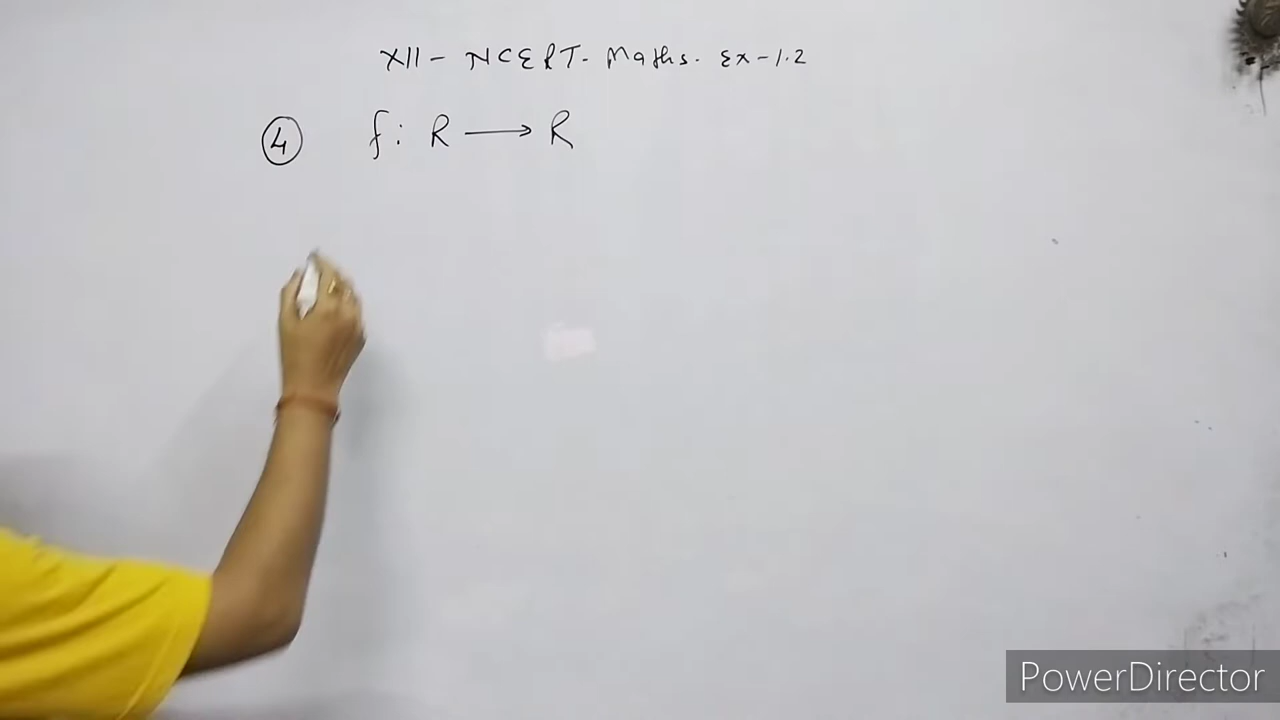 XII - NCERT- Maths. Ex-1.2
4 f: R ⟶ R
PowerDirector